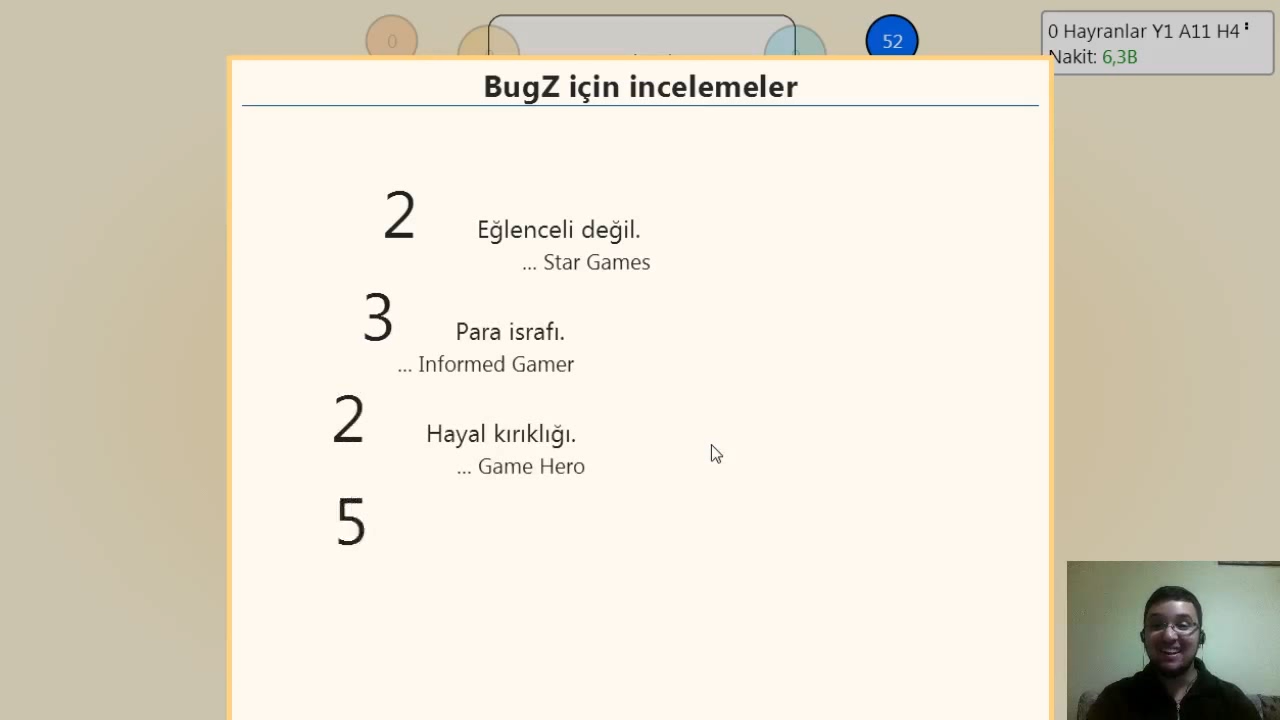 0
52
0 Hayranlar Y1 A11 H4
Nakit: 6,3B
BugZ için incelemeler
2 Eğlenceli değil.
... Star Games
3 Para israfı.
... Informed Gamer
2 Hayal kırıklığı.
... Game Hero
5